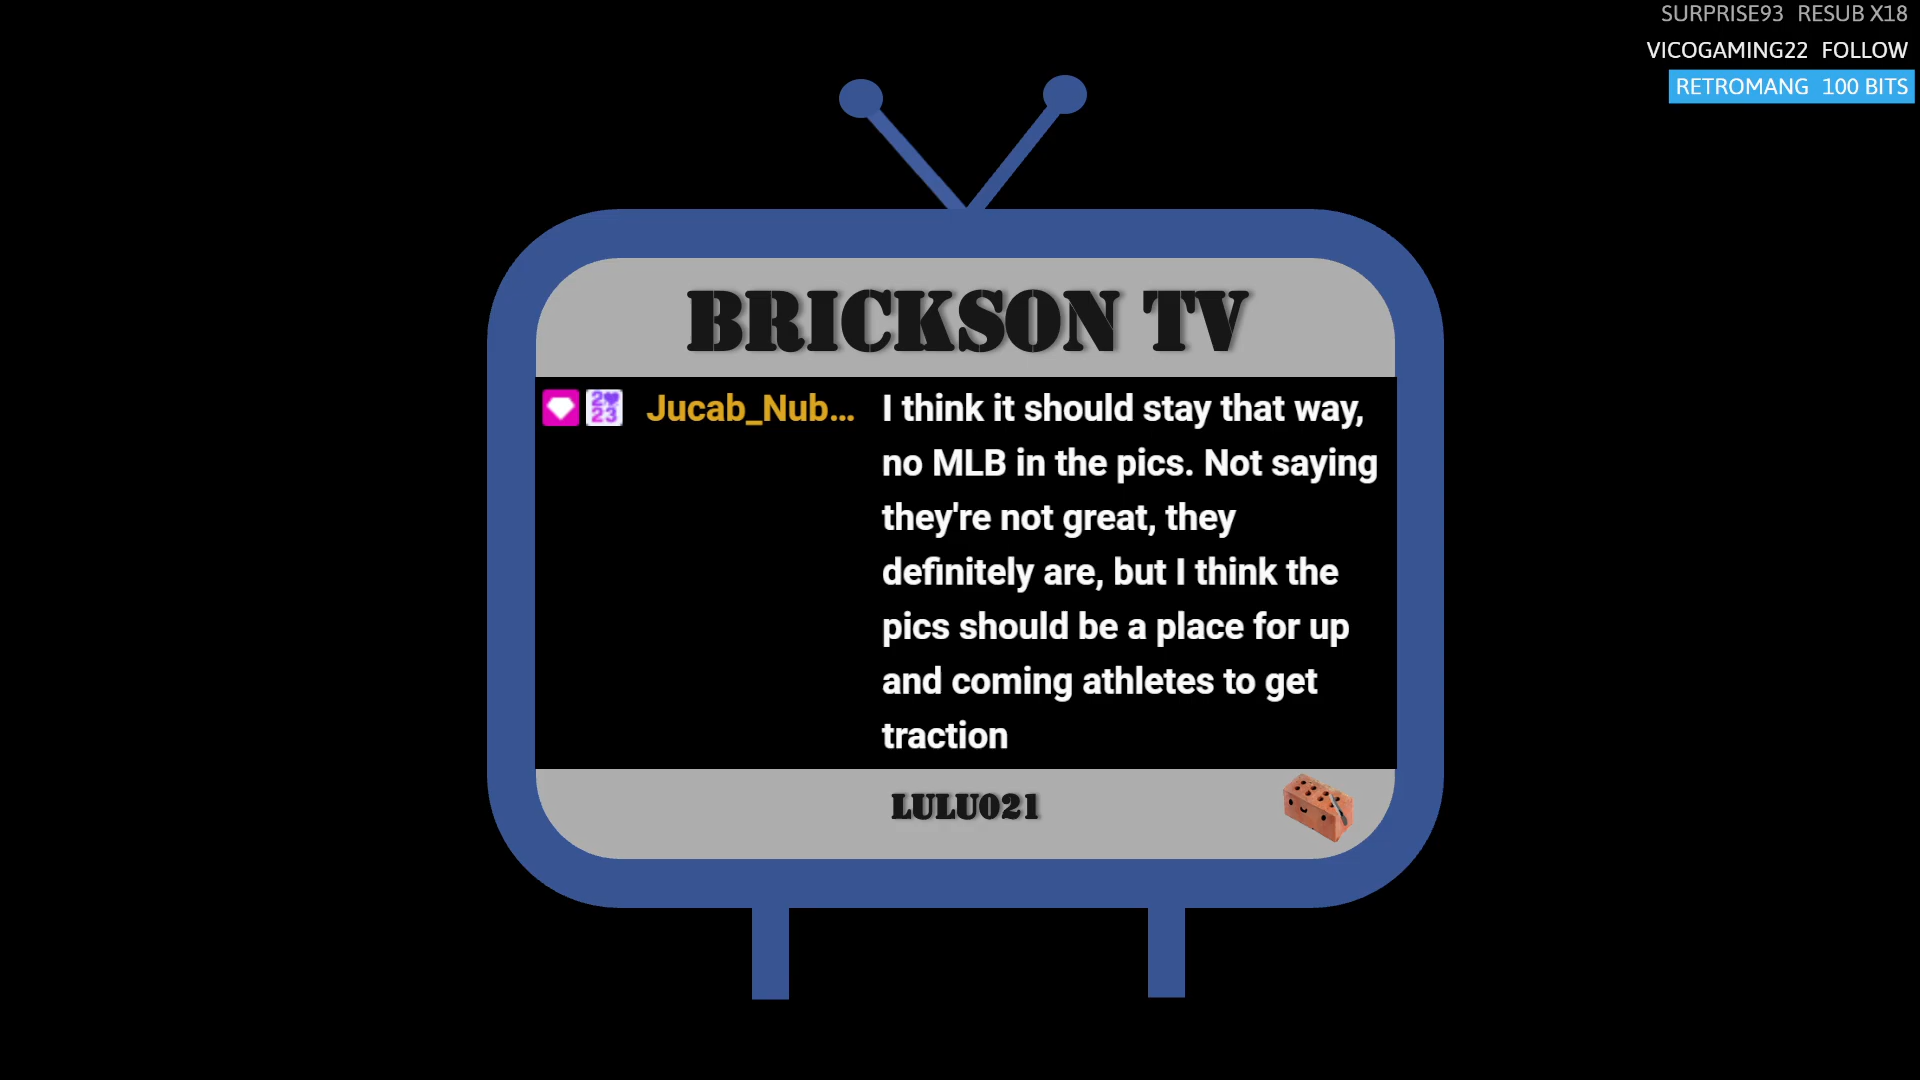 SURPRISE93 RESUB X18
VICOGAMING22 FOLLOW
RETROMANG 100 BITS
BRICKSON TV
2023
Jucab_Nub... I think it should stay that way,
no MLB in the pics. Not saying
they're not great, they
definitely are, but I think the
pics should be a place for up
and coming athletes to get
traction
LULU021